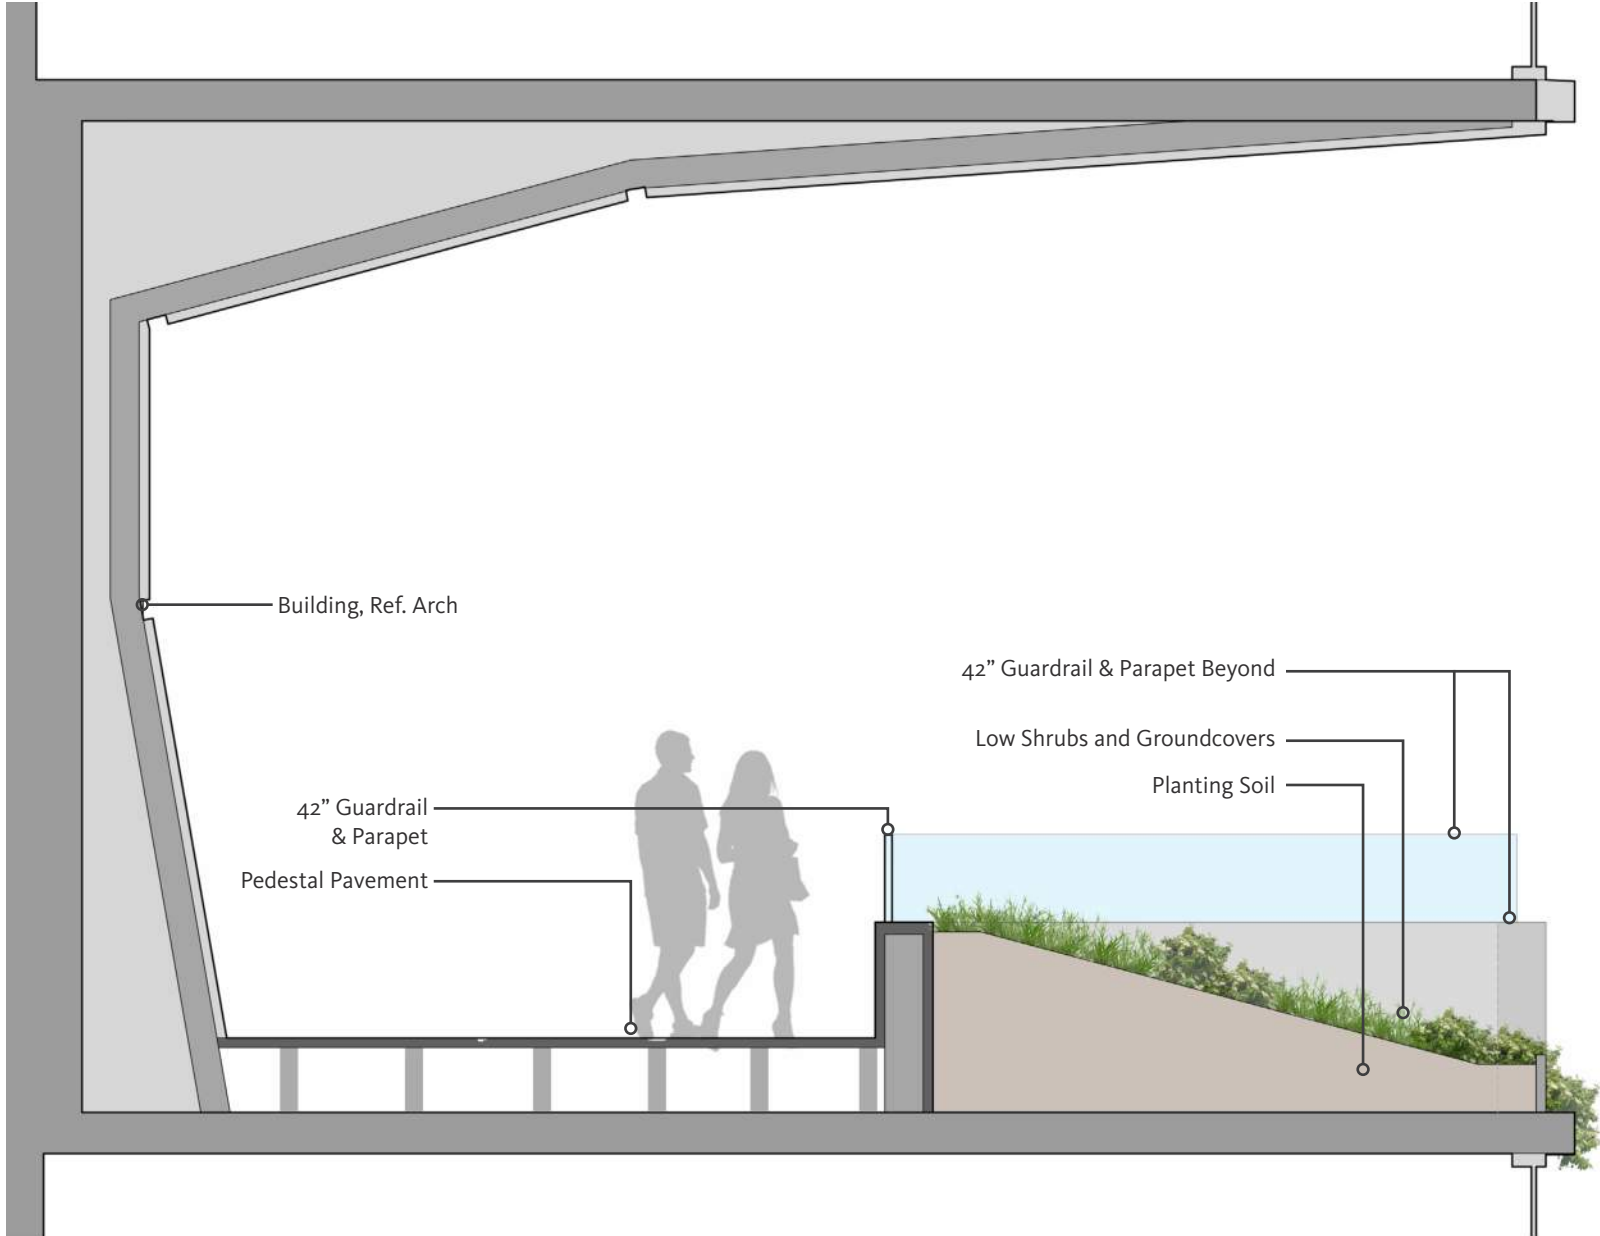 Building, Ref. Arch
42” Guardrail & Parapet Beyond
Low Shrubs and Groundcovers
Planting Soil
42” Guardrail
& Parapet
Pedestal Pavement